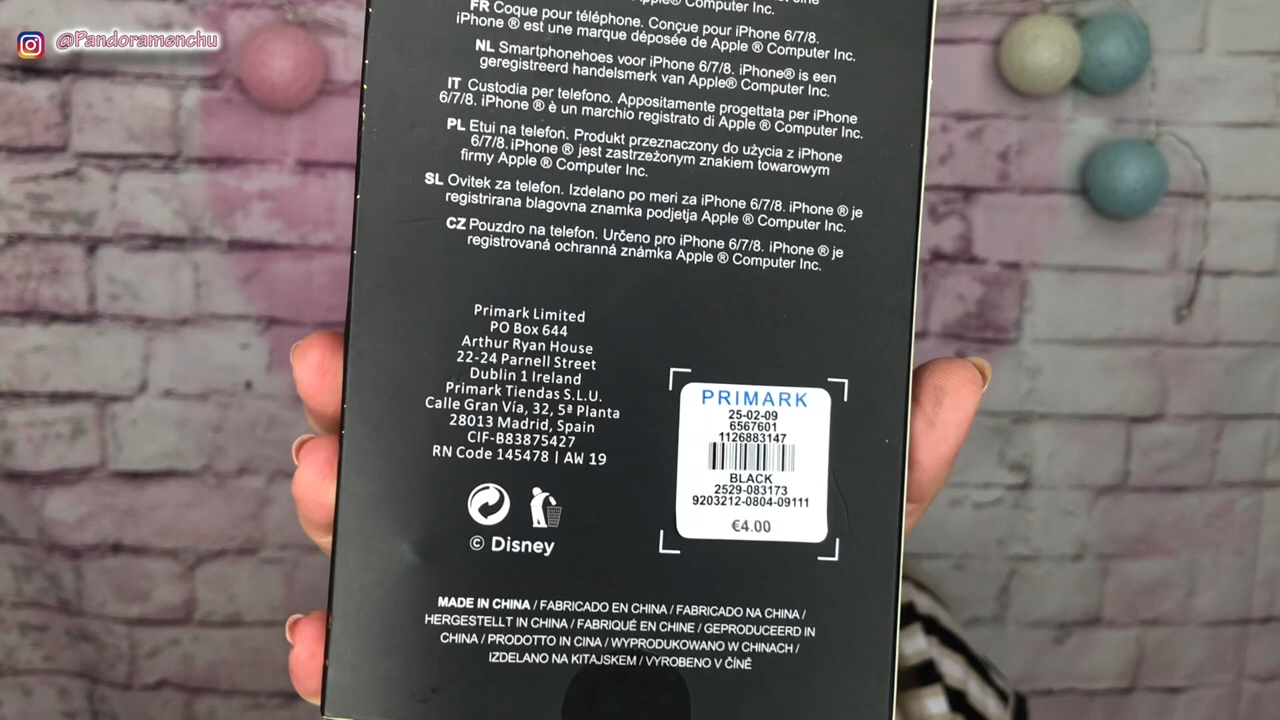 @Pandoramenchu
Apple® Computer Inc.
FR Coque pour téléphone. Conçue pour iPhone 6/7/8.
iPhone ® est une marque déposée de Apple ® Computer Inc.
NL Smartphonehoes voor iPhone 6/7/8. iPhone® is een
geregistreerd handelsmerk van Apple® Computer Inc.
IT Custodia per telefono. Appositamente progettata per iPhone
6/7/8. iPhone ® è un marchio registrato di Apple ® Computer Inc.
PL Etui na telefon. Produkt przeznaczony do użycia z iPhone
6/7/8. iPhone ® jest zastrzeżonym znakiem towarowym
firmy Apple ® Computer Inc.
SL Ovitek za telefon. Izdelano po meri za iPhone 6/7/8. iPhone ® je
registrirana blagovna znamka podjetja Apple ® Computer Inc.
CZ Pouzdro na telefon. Určeno pro iPhone 6/7/8. iPhone ® je
registrovaná ochranná známka Apple ® Computer Inc.
Primark Limited
PO Box 644
Arthur Ryan House
22-24 Parnell Street
Dublin 1 Ireland
Primark Tiendas S.L.U.
Calle Gran Vía, 32, 5ª Planta
28013 Madrid, Spain
CIF-B83875427
RN Code 145478 | AW 19
© Disney
PRIMARK
25-02-09
6567601
1126883147
BLACK
2529-083173
9203212-0804-09111
€4.00
MADE IN CHINA / FABRICADO EN CHINA / FABRICADO NA CHINA /
HERGESTELLT IN CHINA / FABRIQUÉ EN CHINE / GEPRODUCEERD IN
CHINA / PRODOTTO IN CINA / WYPRODUKOWANO W CHINACH /
IZDELANO NA KITAJSKEM / VYROBENO V ČÍNĚ